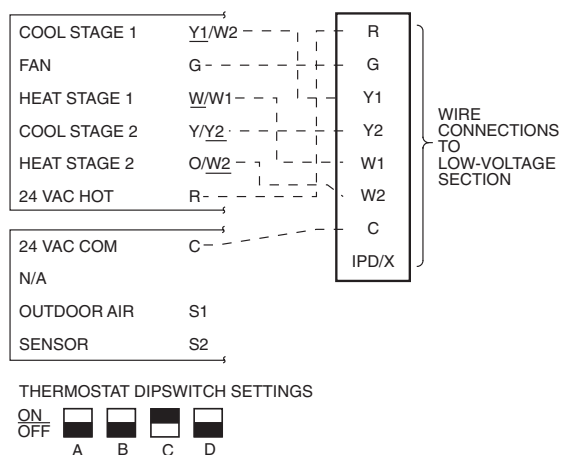 COOL STAGE 1 Y1/W2 R
FAN G G
HEAT STAGE 1 W/W1 Y1
COOL STAGE 2 Y/Y2 Y2
HEAT STAGE 2 O/W2 W1
24 VAC HOT R W2
24 VAC COM C C
N/A IPD/X
OUTDOOR AIR S1
SENSOR S2
WIRE
CONNECTIONS
TO
LOW-VOLTAGE
SECTION
THERMOSTAT DIPSWITCH SETTINGS
ON
OFF
A B C D